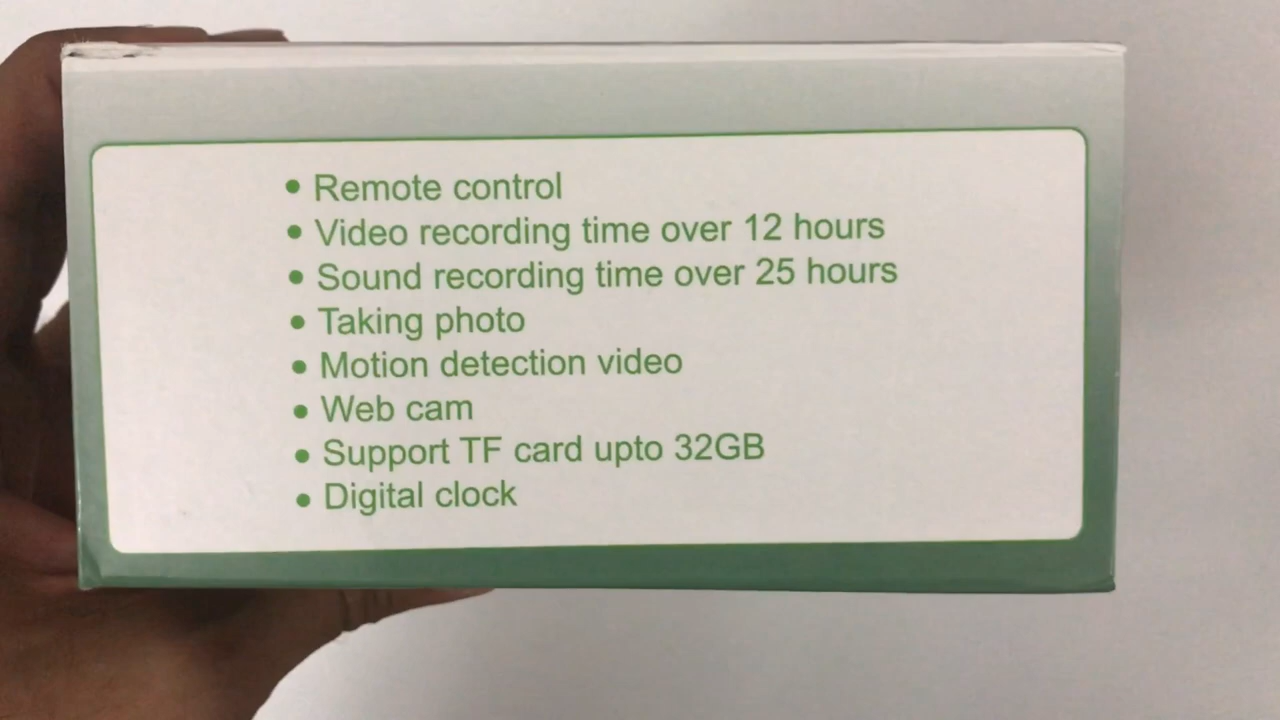 • Remote control
• Video recording time over 12 hours
• Sound recording time over 25 hours
• Taking photo
• Motion detection video
• Web cam
• Support TF card upto 32GB
• Digital clock